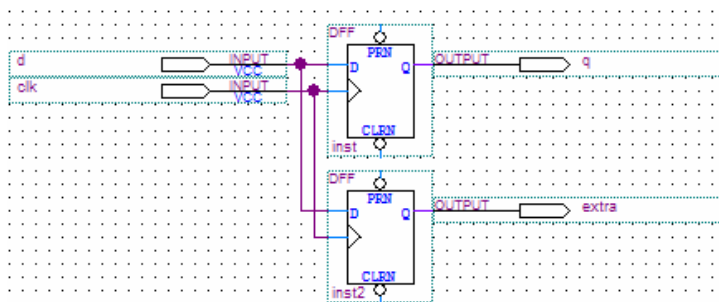 DFF
PRN
d INPUT VCC D Q OUTPUT q
clk INPUT VCC
CLRN
inst
DFF
PRN
D Q OUTPUT extra
CLRN
inst2